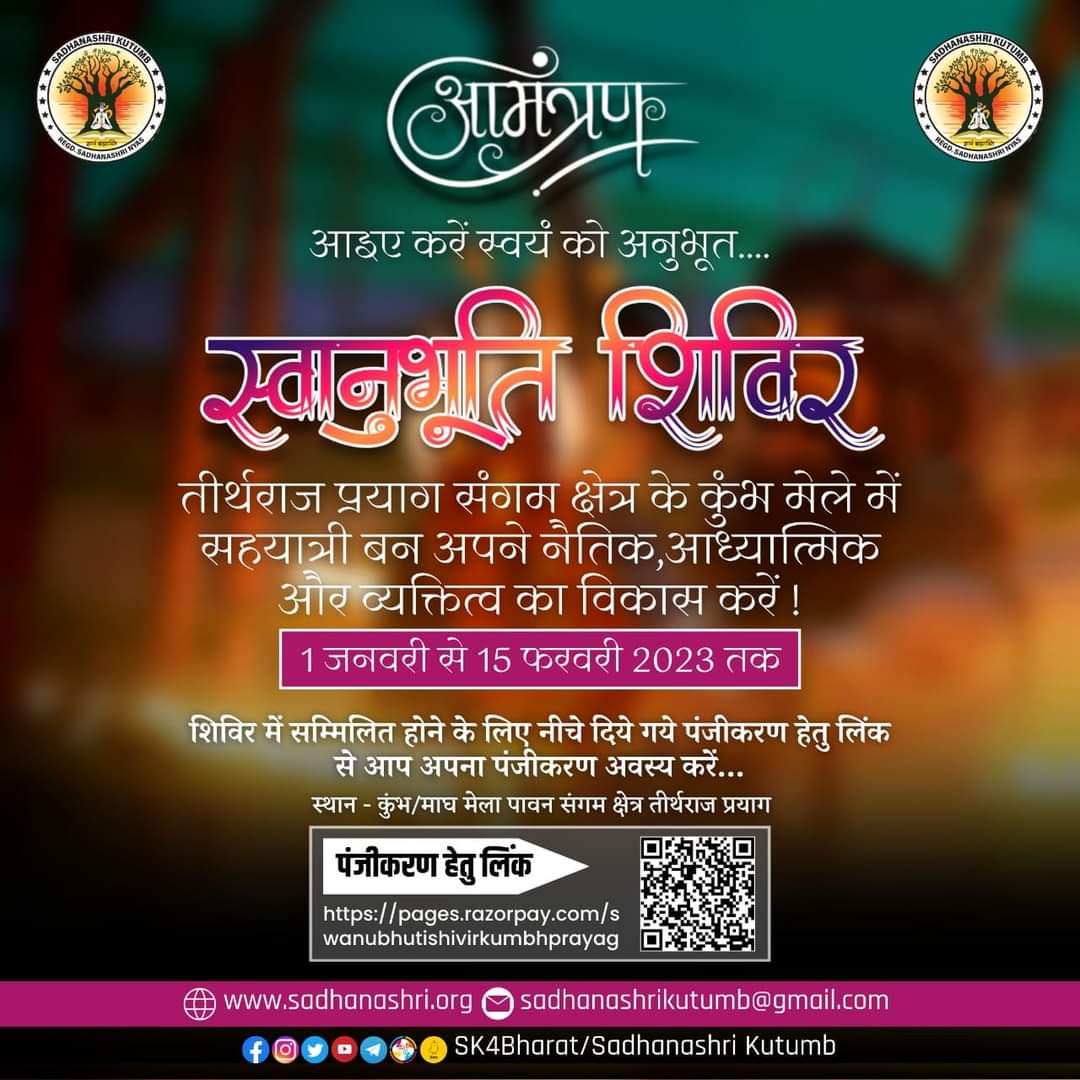 SADHANASHRI KUTUMB
REGD. SADHANASHRI NYAS
आमंत्रण
SADHANASHRI KUTUMB
REGD. SADHANASHRI NYAS
आइए करें स्वयं को अनुभूत....
स्वानुभूति शिविर
तीर्थराज प्रयाग संगम क्षेत्र के कुंभ मेले में
सहयात्री बन अपने नैतिक,आध्यात्मिक
और व्यक्तित्व का विकास करें !
1 जनवरी से 15 फरवरी 2023 तक
शिविर में सम्मिलित होने के लिए नीचे दिये गये पंजीकरण हेतु लिंक
से आप अपना पंजीकरण अवस्य करें...
स्थान - कुंभ/माघ मेला पावन संगम क्षेत्र तीर्थराज प्रयाग
पंजीकरण हेतु लिंक
https://pages.razorpay.com/s
wanubhutishivirkumbhprayag
www.sadhanashri.org sadhanashrikutumb@gmail.com
SK4Bharat/Sadhanashri Kutumb